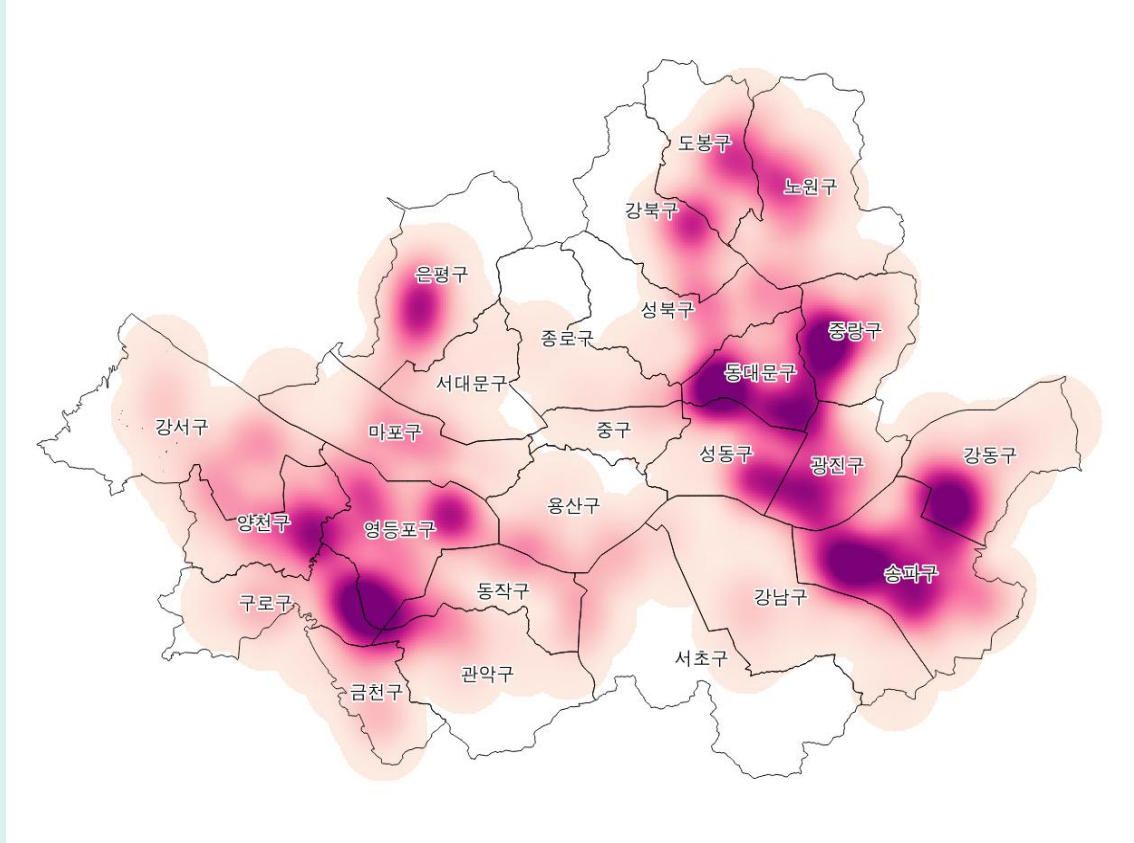 도봉구
노원구
강북구
은평구
성북구
종로구
중랑구
동대문구
서대문구
강서구
마포구
중구
성동구
광진구
강동구
용산구
양천구
영등포구
송파구
동작구
강남구
구로구
서초구
관악구
금천구